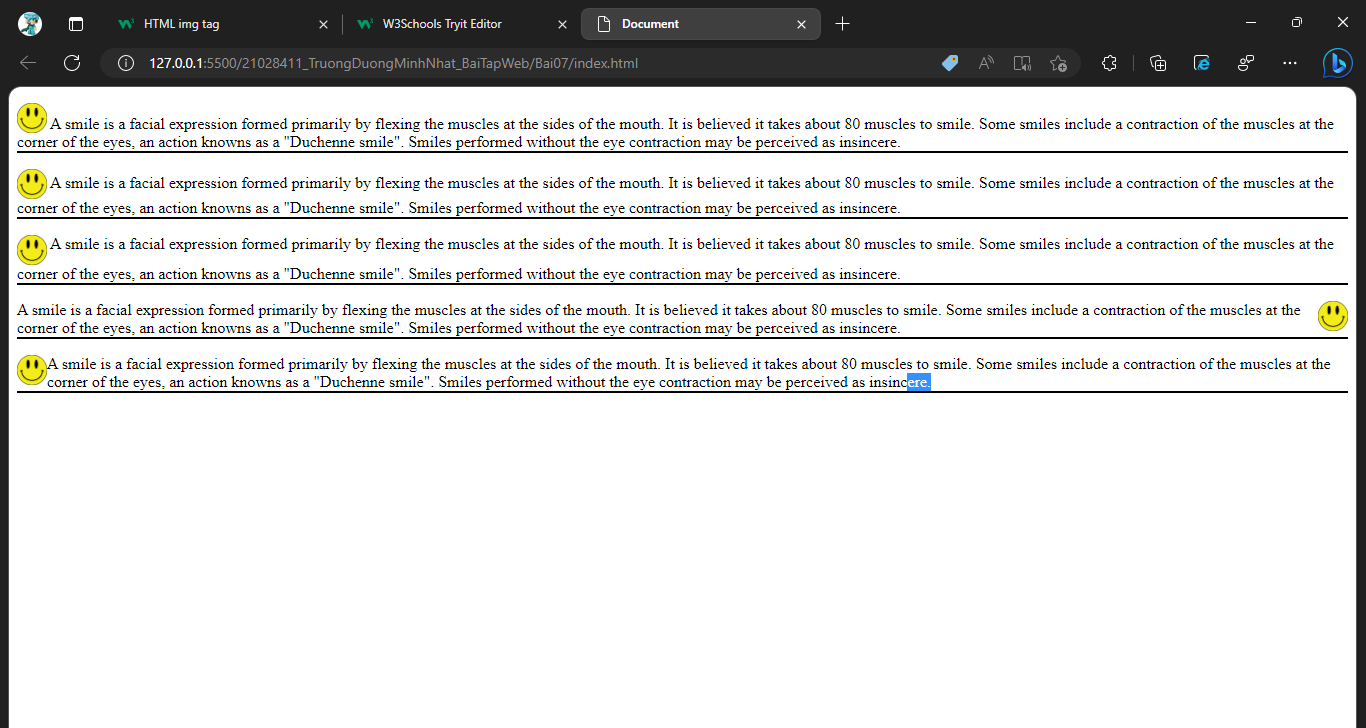 HTML img tag
W3Schools Tryit Editor
Document
127.0.0.1:5500/21028411_TruongDuongMinhNhat_BaiTapWeb/Bai07/index.html
A smile is a facial expression formed primarily by flexing the muscles at the sides of the mouth. It is believed it takes about 80 muscles to smile. Some smiles include a contraction of the muscles at the
corner of the eyes, an action knowns as a "Duchenne smile". Smiles performed without the eye contraction may be perceived as insincere.
A smile is a facial expression formed primarily by flexing the muscles at the sides of the mouth. It is believed it takes about 80 muscles to smile. Some smiles include a contraction of the muscles at the
corner of the eyes, an action knowns as a "Duchenne smile". Smiles performed without the eye contraction may be perceived as insincere.
A smile is a facial expression formed primarily by flexing the muscles at the sides of the mouth. It is believed it takes about 80 muscles to smile. Some smiles include a contraction of the muscles at the
corner of the eyes, an action knowns as a "Duchenne smile". Smiles performed without the eye contraction may be perceived as insincere.
A smile is a facial expression formed primarily by flexing the muscles at the sides of the mouth. It is believed it takes about 80 muscles to smile. Some smiles include a contraction of the muscles at the
corner of the eyes, an action knowns as a "Duchenne smile". Smiles performed without the eye contraction may be perceived as insincere.
A smile is a facial expression formed primarily by flexing the muscles at the sides of the mouth. It is believed it takes about 80 muscles to smile. Some smiles include a contraction of the muscles at the
corner of the eyes, an action knowns as a "Duchenne smile". Smiles performed without the eye contraction may be perceived as insincere.